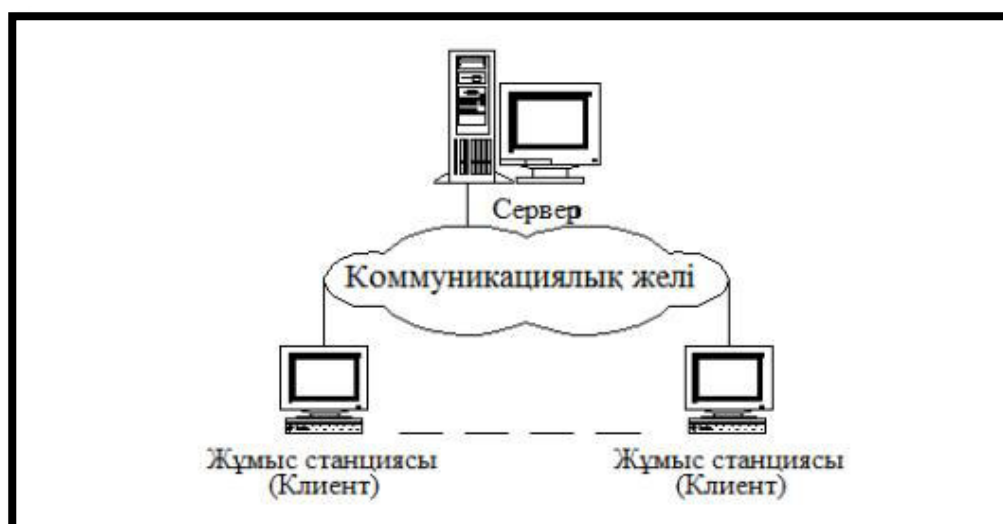 Сервер
Коммуникациялық желі
Жұмыс станциясы
(Клиент)
Жұмыс станциясы
(Клиент)